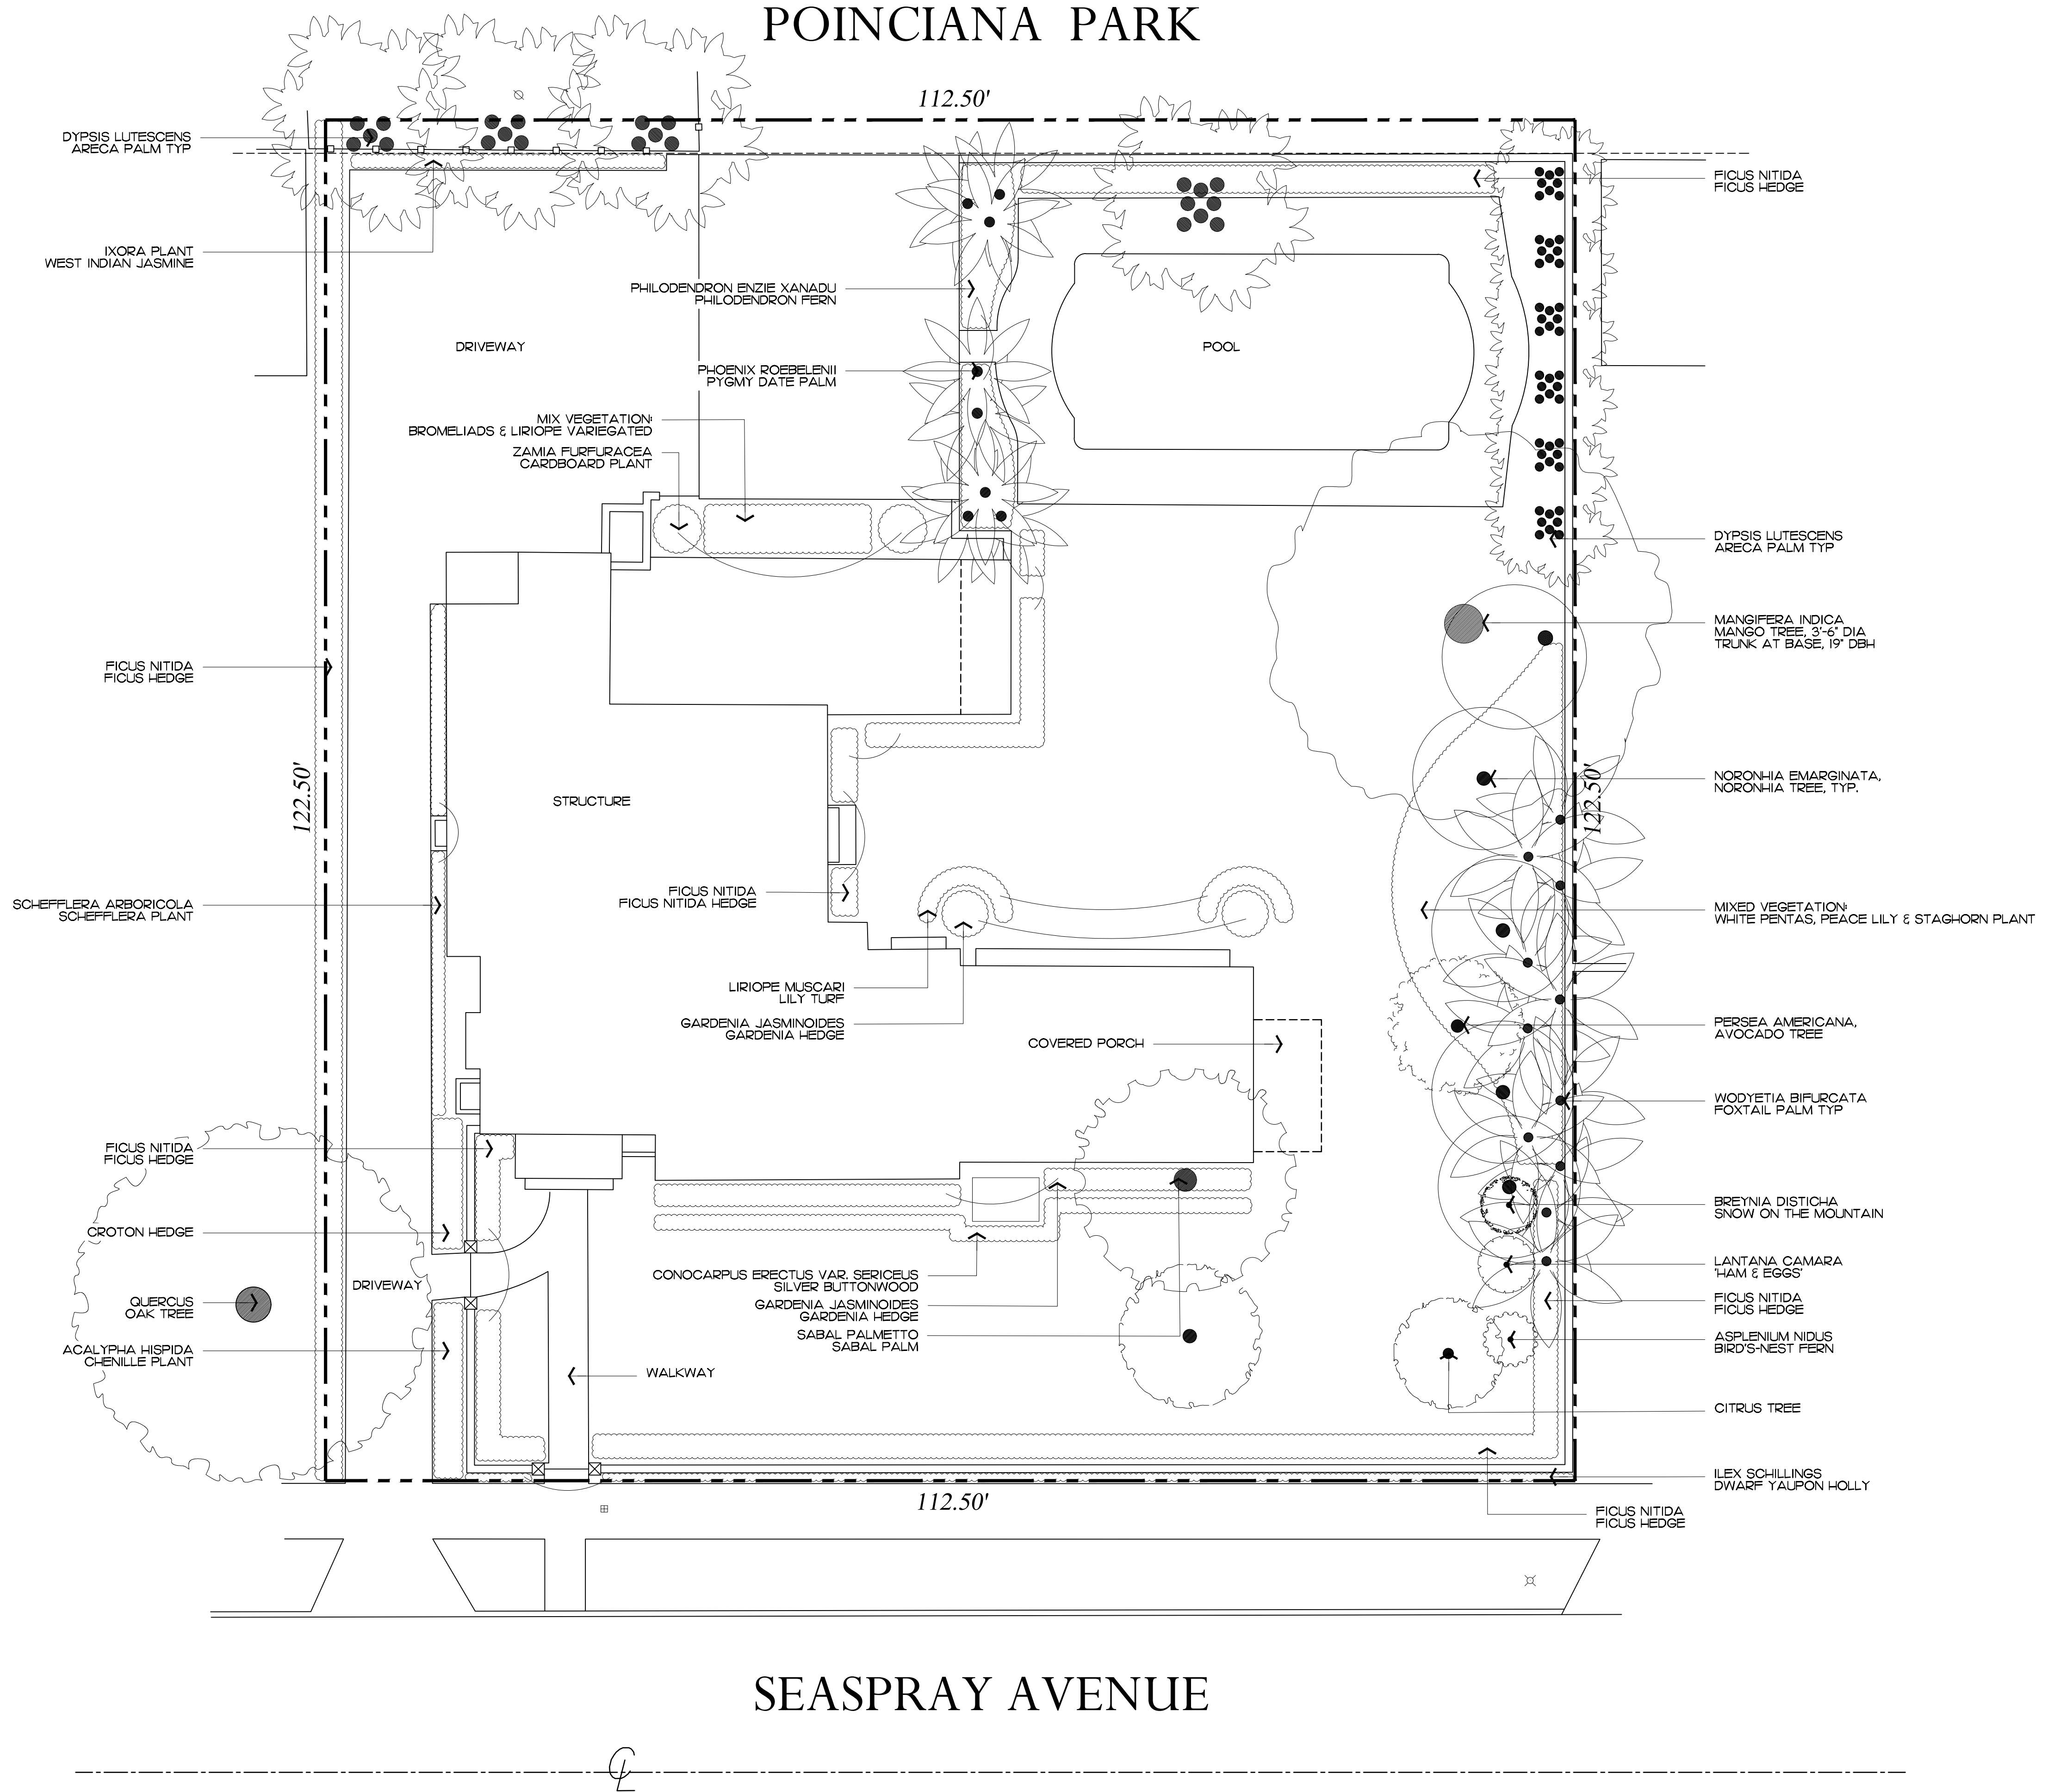 POINCIANA PARK
112.50'
DYPSIS LUTESCENS
ARECA PALM TYP
IXORA PLANT
WEST INDIAN JASMINE
FICUS NITIDA
FICUS HEDGE
PHILODENDRON ENZIE XANADU
PHILODENDRON FERN
DRIVEWAY
POOL
PHOENIX ROEBELENII
PYGMY DATE PALM
MIX VEGETATION:
BROMELIADS & LIRIOPE VARIEGATED
ZAMIA FURFURACEA
CARDBOARD PLANT
DYPSIS LUTESCENS
ARECA PALM TYP
MANGIFERA INDICA
MANGO TREE, 3'-6" DIA
TRUNK AT BASE, 19" DBH
FICUS NITIDA
FICUS HEDGE
122.50'
122.50'
NORONHIA EMARGINATA,
NORONHIA TREE, TYP.
STRUCTURE
FICUS NITIDA
FICUS NITIDA HEDGE
SCHEFFLERA ARBORICOLA
SCHEFFLERA PLANT
MIXED VEGETATION:
WHITE PENTAS, PEACE LILY & STAGHORN PLANT
LIRIOPE MUSCARI
LILY TURF
GARDENIA JASMINOIDES
GARDENIA HEDGE
COVERED PORCH
PERSEA AMERICANA,
AVOCADO TREE
WODYETIA BIFURCATA
FOXTAIL PALM TYP
FICUS NITIDA
FICUS HEDGE
BREYNIA DISTICHA
SNOW ON THE MOUNTAIN
CROTON HEDGE
LANTANA CAMARA
'HAM & EGGS'
CONOCARPUS ERECTUS VAR. SERICEUS
SILVER BUTTONWOOD
DRIVEWAY
QUERCUS
OAK TREE
GARDENIA JASMINOIDES
GARDENIA HEDGE
FICUS NITIDA
FICUS HEDGE
SABAL PALMETTO
SABAL PALM
ASPLENIUM NIDUS
BIRD'S-NEST FERN
ACALYPHA HISPIDA
CHENILLE PLANT
WALKWAY
CITRUS TREE
ILEX SCHILLINGS
DWARF YAUPON HOLLY
112.50'
FICUS NITIDA
FICUS HEDGE
SEASPRAY AVENUE
CL